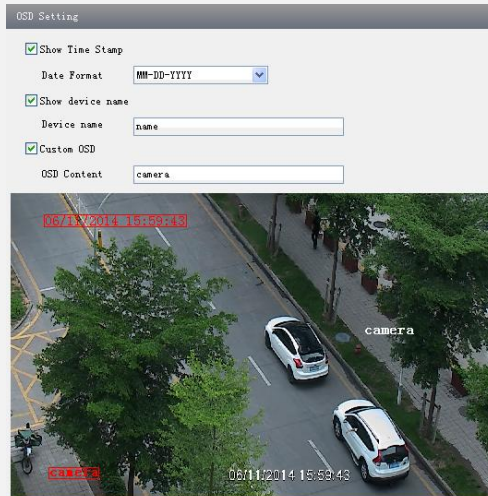 OSD Setting
Show Time Stamp
Date Format MM-DD-YYYY
Show device name
Device name name
Custom OSD
OSD Content camera
06/11/2014 15:59:43
camera
camera
06/11/2014 15:59:43